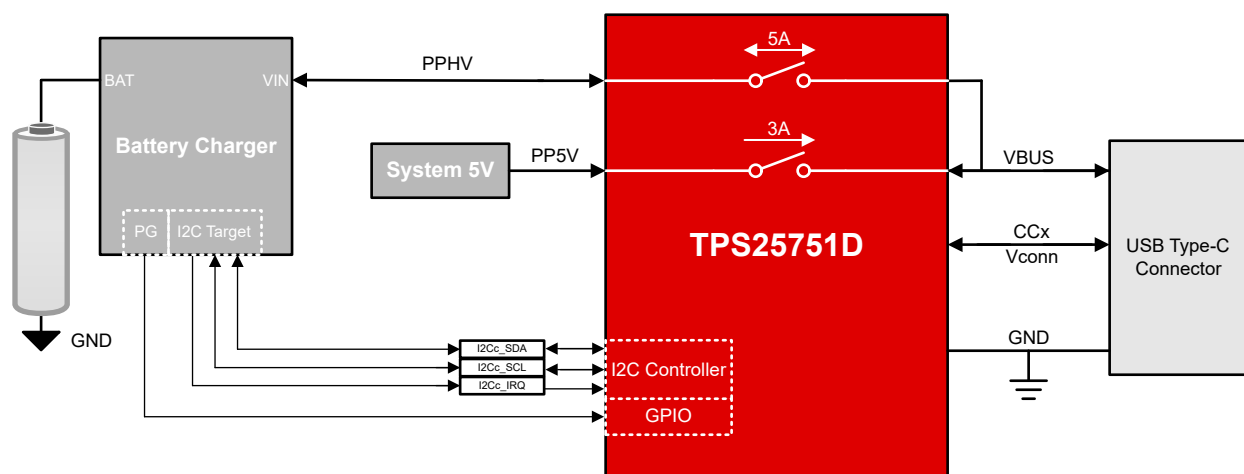 5A
PPHV
BAT
VIN
Battery Charger
3A
System 5V
PP5V
VBUS
PG
I2C Target
TPS25751D
CCx
Vconn
USB Type-C
Connector
GND
GND
I2Cc_SDA
I2Cc_SCL
I2Cc_IRQ
I2C Controller
GPIO